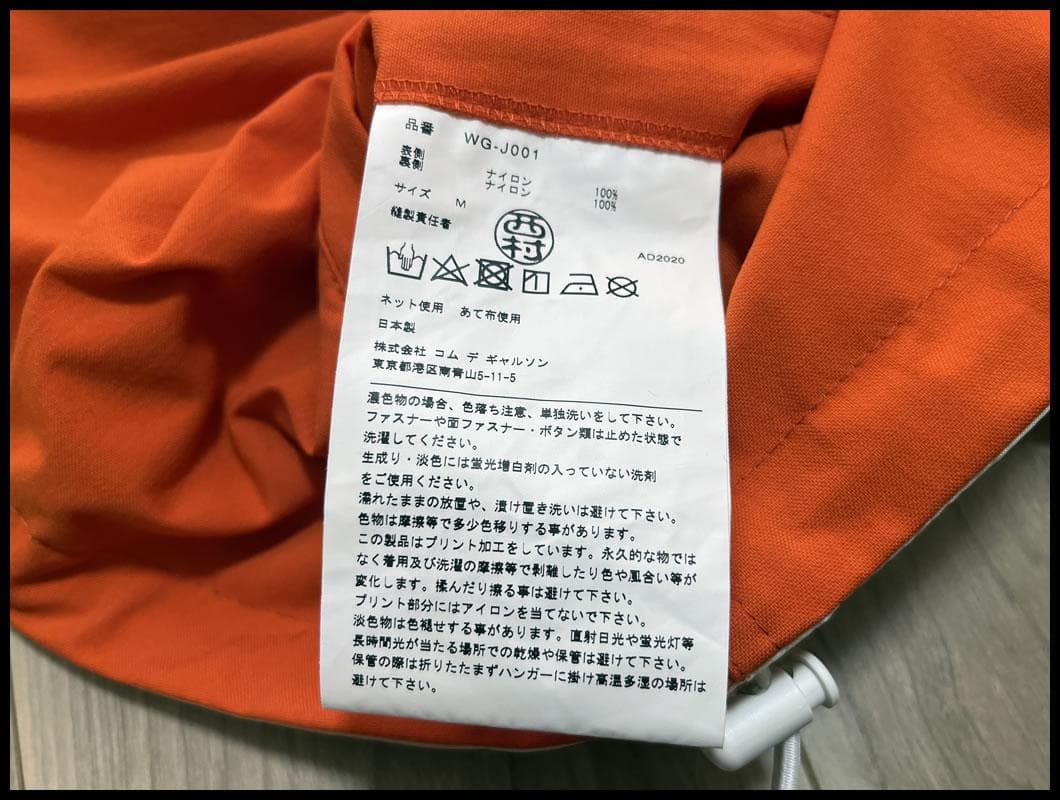 品番 WG-J001
表側 ナイロン 100%
裏側 ナイロン 100%
サイズ M
縫製責任者 西村 AD2020
ネット使用 あて布使用
日本製
株式会社 コム デ ギャルソン
東京都港区南青山5-11-5
濃色物の場合、色落ち注意、単独洗いをして下さい。
ファスナーや面ファスナー・ボタン類は止めた状態で
洗濯してください。
生成り・淡色には蛍光増白剤の入っていない洗剤
をご使用ください。
濡れたままの放置や、漬け置き洗いは避けて下さい。
色物は摩擦等で多少色移りする事があります。
この製品はプリント加工をしています。永久的な物では
なく着用及び洗濯の摩擦等で剥離したり色や風合い等が
変化します。揉んだり擦る事は避けて下さい。
プリント部分にはアイロンを当てないで下さい。
淡色物は色褪せする事があります。直射日光や蛍光灯等
長時間光が当たる場所での乾燥や保管は避けて下さい。
保管の際は折りたたまずハンガーに掛け高温多湿の場所は
避けて下さい。